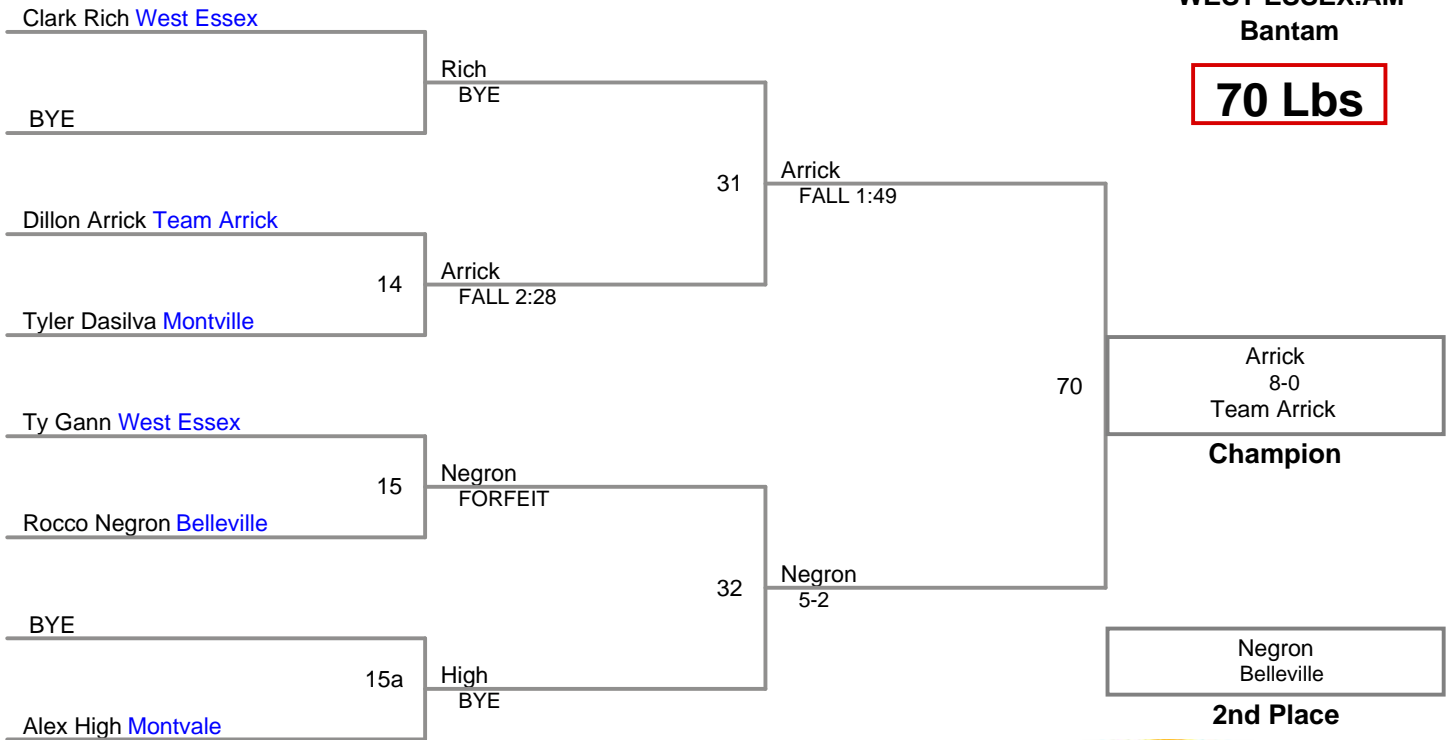 WEST ESSEX.AM
Bantam
70 Lbs
Clark Rich West Essex
BYE
Rich
BYE
Dillon Arrick Team Arrick
Tyler Dasilva Montville
14
Arrick
FALL 2:28
31
Arrick
FALL 1:49
Ty Gann West Essex
Rocco Negron Belleville
15
Negron
FORFEIT
BYE
Alex High Montvale
15a
High
BYE
32
Negron
5-2
70
Arrick
8-0
Team Arrick
Champion
Negron
Belleville
2nd Place